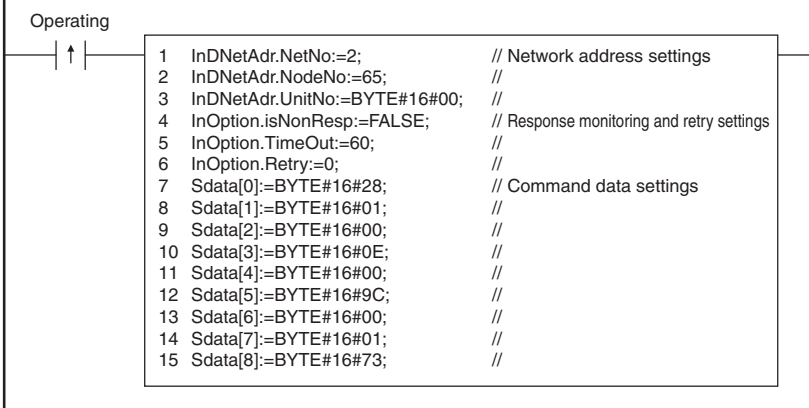 Operating
1 InDNetAdr.NetNo:=2; // Network address settings
2 InDNetAdr.NodeNo:=65; //
3 InDNetAdr.UnitNo:=BYTE#16#00; //
4 InOption.isNonResp:=FALSE; // Response monitoring and retry settings
5 InOption.TimeOut:=60; //
6 InOption.Retry:=0; //
7 Sdata[0]:=BYTE#16#28; // Command data settings
8 Sdata[1]:=BYTE#16#01; //
9 Sdata[2]:=BYTE#16#00; //
10 Sdata[3]:=BYTE#16#0E; //
11 Sdata[4]:=BYTE#16#00; //
12 Sdata[5]:=BYTE#16#9C; //
13 Sdata[6]:=BYTE#16#00; //
14 Sdata[7]:=BYTE#16#01; //
15 Sdata[8]:=BYTE#16#73; //